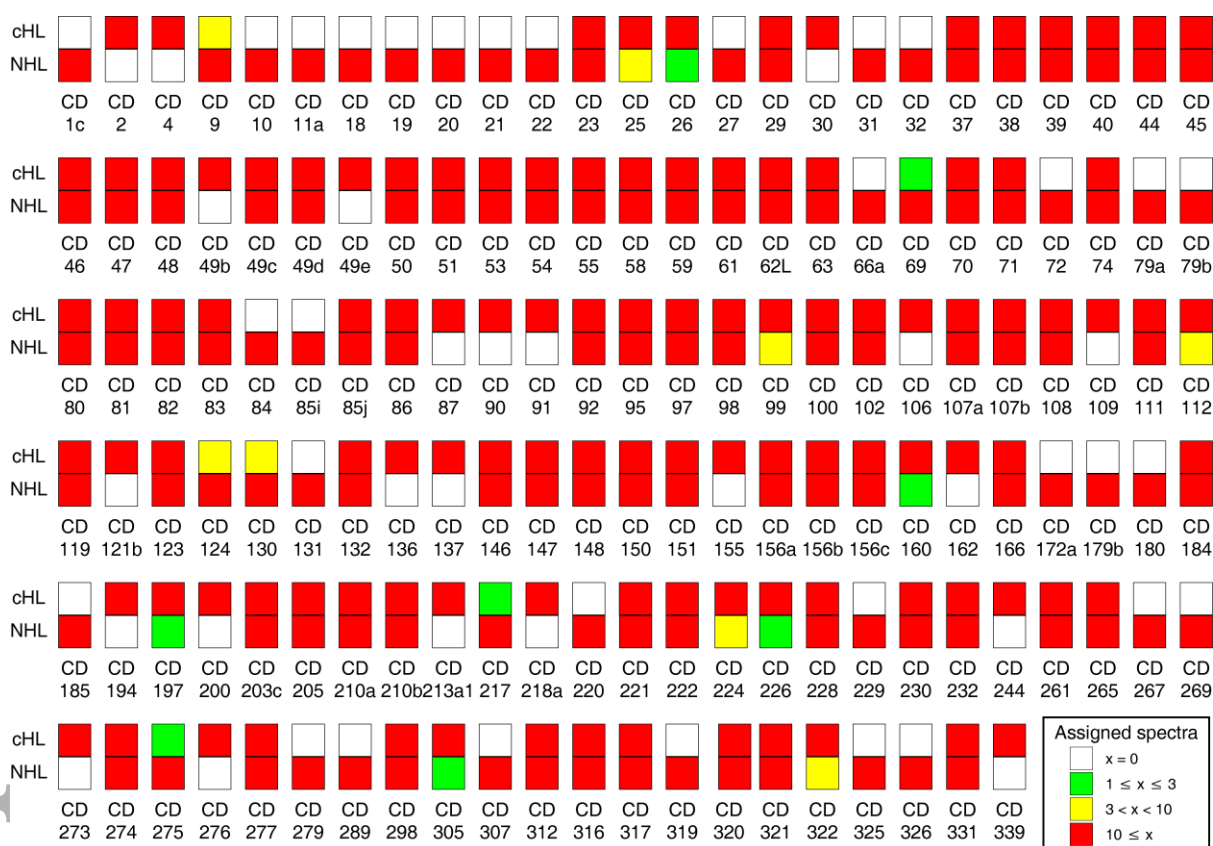 cHL
NHL
CD CD CD CD CD CD CD CD CD CD CD CD CD CD CD CD CD CD CD CD CD CD CD CD CD
1c 2 4 9 10 11a 18 19 20 21 22 23 25 26 27 29 30 31 32 37 38 39 40 44 45
cHL
NHL
CD CD CD CD CD CD CD CD CD CD CD CD CD CD CD CD CD CD CD CD CD CD CD CD CD
46 47 48 49b 49c 49d 49e 50 51 53 54 55 58 59 61 62L 63 66a 69 70 71 72 74 79a 79b
cHL
NHL
CD CD CD CD CD CD CD CD CD CD CD CD CD CD CD CD CD CD CD CD CD CD CD CD CD
80 81 82 83 84 85i 85j 86 87 90 91 92 95 97 98 99 100 102 106 107a 107b 108 109 111 112
cHL
NHL
CD CD CD CD CD CD CD CD CD CD CD CD CD CD CD CD CD CD CD CD CD CD CD CD CD
119 121b 123 124 130 131 132 136 137 146 147 148 150 151 155 156a 156b 156c 160 162 166 172a 179b 180 184
cHL
NHL
CD CD CD CD CD CD CD CD CD CD CD CD CD CD CD CD CD CD CD CD CD CD CD CD CD
185 194 197 200 203c 205 210a 210b 213a1 217 218a 220 221 222 224 226 228 229 230 232 244 261 265 267 269
cHL
NHL
CD CD CD CD CD CD CD CD CD CD CD CD CD CD CD CD CD CD CD CD CD
273 274 275 276 277 279 289 298 305 307 312 316 317 319 320 321 322 325 326 331 339
Assigned spectra
x = 0
1 ≤ x ≤ 3
3 < x < 10
10 ≤ x